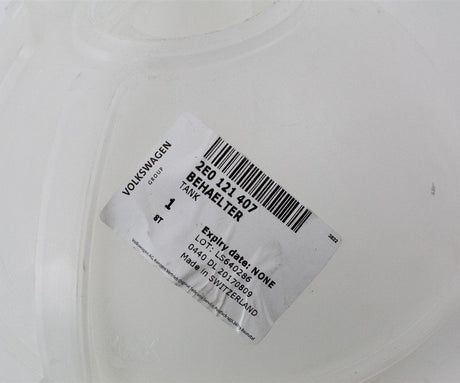 VOLKSWAGEN
GROUP
2E0 121 407
BEHAELTER
TANK
1
ST
Expiry date: NONE
LOT: LS640286
0440 DL 20170809
Made in SWITZERLAND